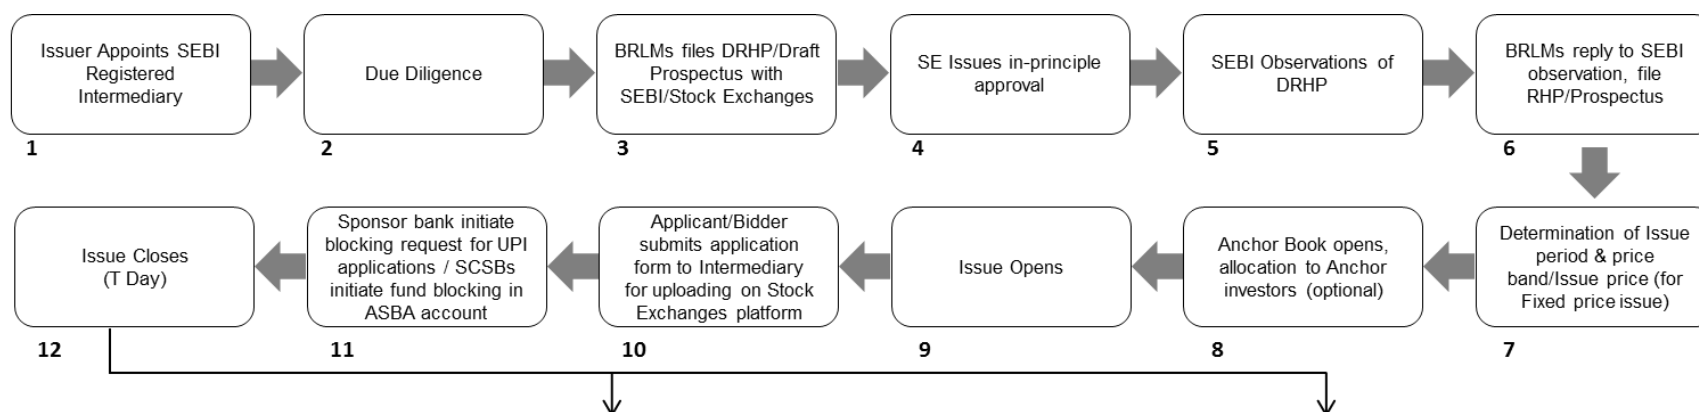 Issuer Appoints SEBI
Registered
Intermediary
1
Due Diligence
2
BRLMs files DRHP/Draft
Prospectus with
SEBI/Stock Exchanges
3
SE Issues in-principle
approval
4
SEBI Observations of
DRHP
5
BRLMs reply to SEBI
observation, file
RHP/Prospectus
6
Determination of Issue
period & price
band/Issue price (for
Fixed price issue)
7
Anchor Book opens,
allocation to Anchor
investors (optional)
8
Issue Opens
9
Applicant/Bidder
submits application
form to Intermediary
for uploading on Stock
Exchanges platform
10
Sponsor bank initiate
blocking request for UPI
applications / SCSBs
initiate fund blocking in
ASBA account
11
Issue Closes
(T Day)
12